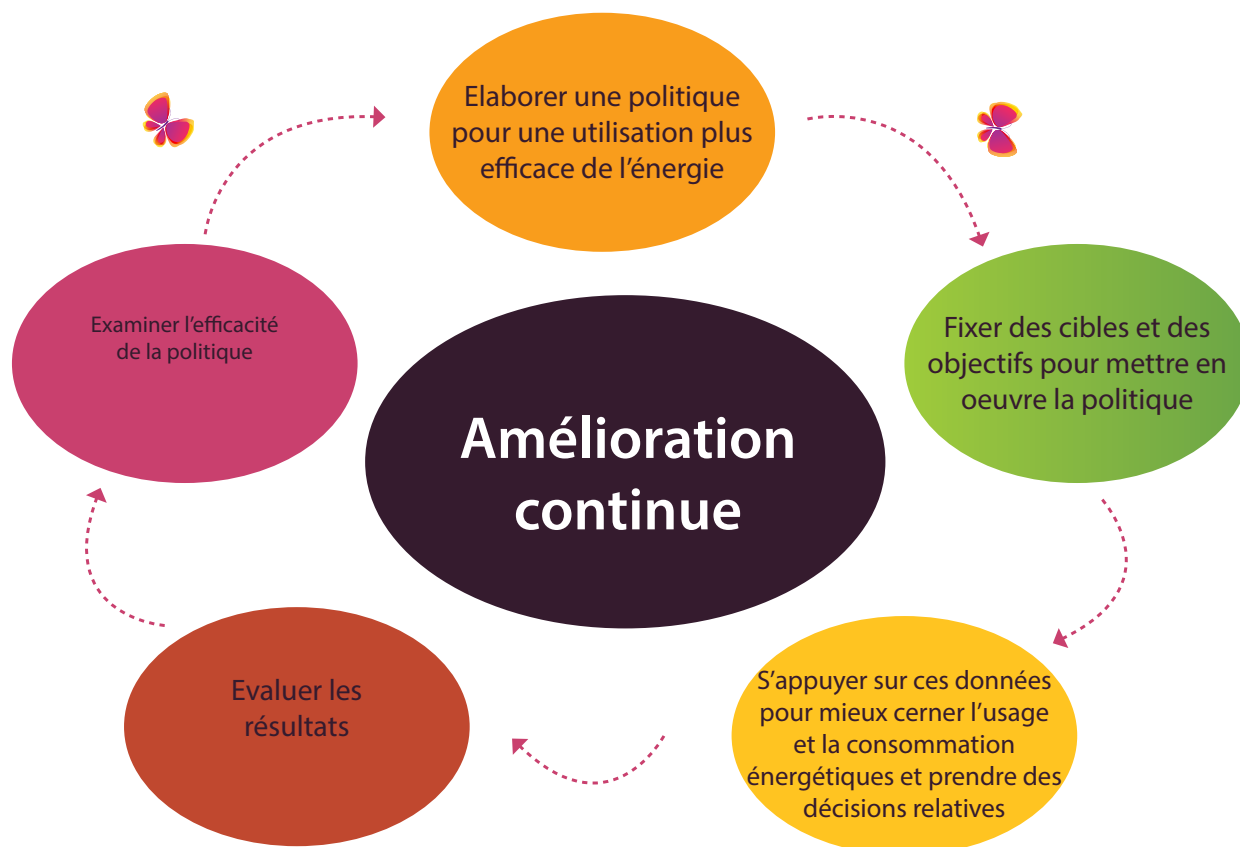 Elaborer une politique
pour une utilisation plus
efficace de l’énergie
Fixer des cibles et des
objectifs pour mettre en
oeuvre la politique
S’appuyer sur ces données
pour mieux cerner l’usage
et la consommation
énergétiques et prendre des
décisions relatives
Evaluer les
résultats
Examiner l’efficacité
de la politique
Amélioration
continue